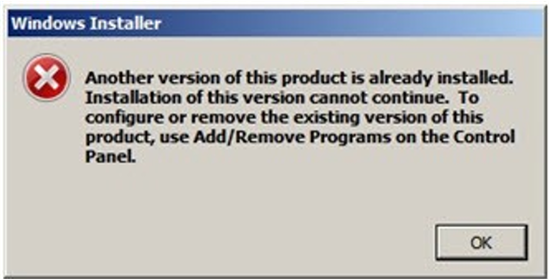 Windows Installer
Another version of this product is already installed.
Installation of this version cannot continue. To
configure or remove the existing version of this
product, use Add/Remove Programs on the Control
Panel.
OK